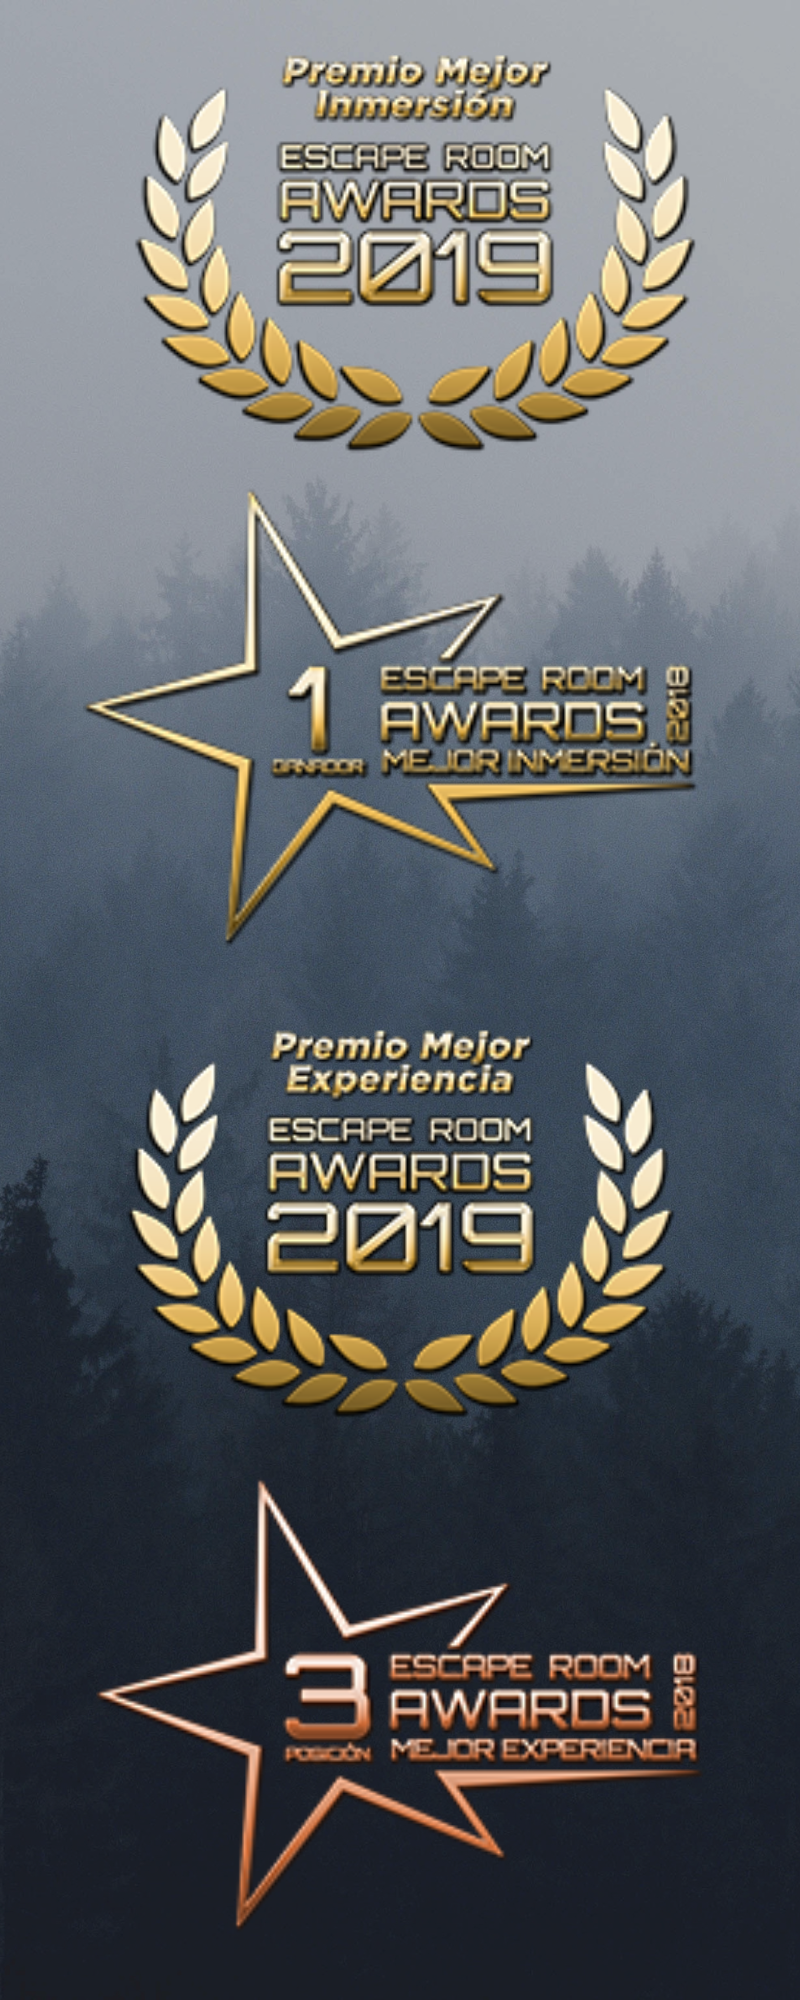 Premio Mejor
Inmersión
ESCAPE ROOM
AWARDS
2019
1
GANADOR
ESCAPE ROOM
AWARDS
2018
MEJOR INMERSIÓN
Premio Mejor
Experiencia
ESCAPE ROOM
AWARDS
2019
3
POSICIÓN
ESCAPE ROOM
AWARDS
2018
MEJOR EXPERIENCIA